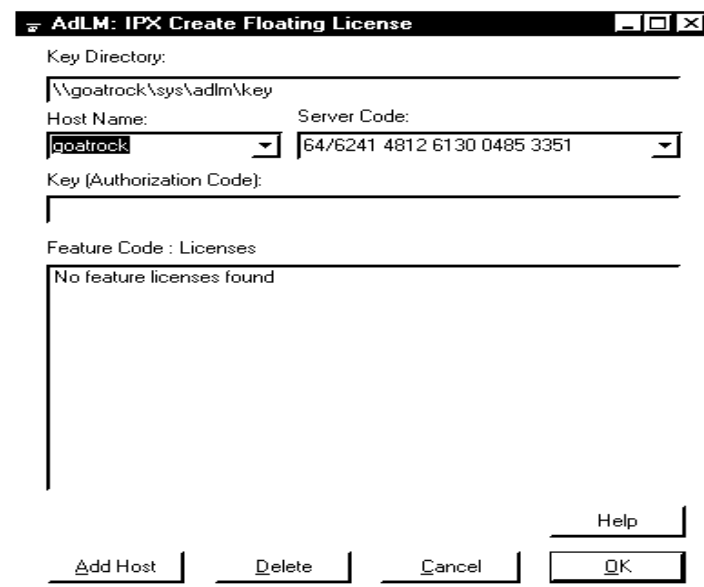 AdLM: IPX Create Floating License
Key Directory:
\\goatrock\sys\adlm\key
Host Name:
Server Code:
goatrock
64/6241 4812 6130 0485 3351
Key (Authorization Code):
Feature Code : Licenses
No feature licenses found
Help
Add Host
Delete
Cancel
OK